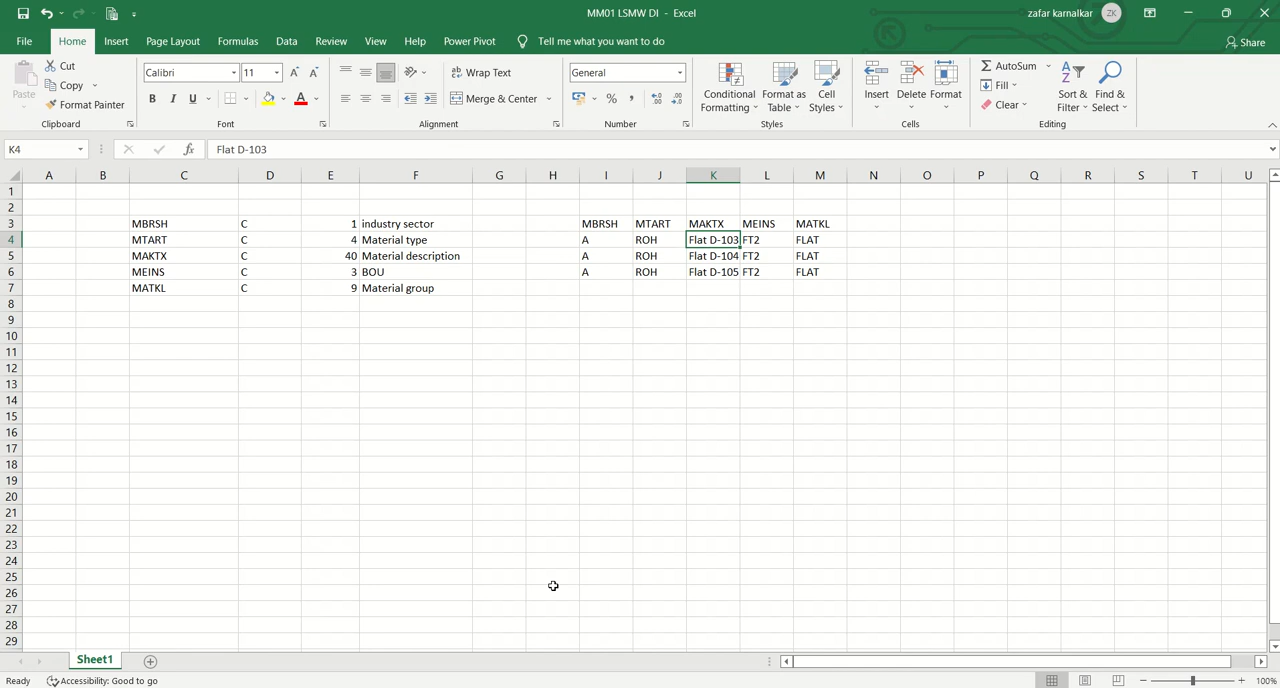 MM01 LSMW DI - Excel
zafar karnalkar ZK
File Home Insert Page Layout Formulas Data Review View Help Power Pivot Tell me what you want to do Share
Paste Cut Copy Format Painter
Clipboard
Calibri 11 A A
B I U A
Font
Wrap Text
Merge & Center
Alignment
General
% ,
Number
Conditional Formatting
Format as Table
Cell Styles
Styles
Insert Delete Format
Cells
AutoSum
Fill
Clear
Sort & Filter
Find & Select
Editing
K4 fx Flat D-103
A B C D E F G H I J K L M N O P Q R S T U
1
2
3 MBRSH C 1 industry sector MBRSH MTART MAKTX MEINS MATKL
4 MTART C 4 Material type A ROH Flat D-103 FT2 FLAT
5 MAKTX C 40 Material description A ROH Flat D-104 FT2 FLAT
6 MEINS C 3 BOU A ROH Flat D-105 FT2 FLAT
7 MATKL C 9 Material group
8
9
10
11
12
13
14
15
16
17
18
19
20
21
22
23
24
25
26
27
28
29
Sheet1
Ready Accessibility: Good to go 100%